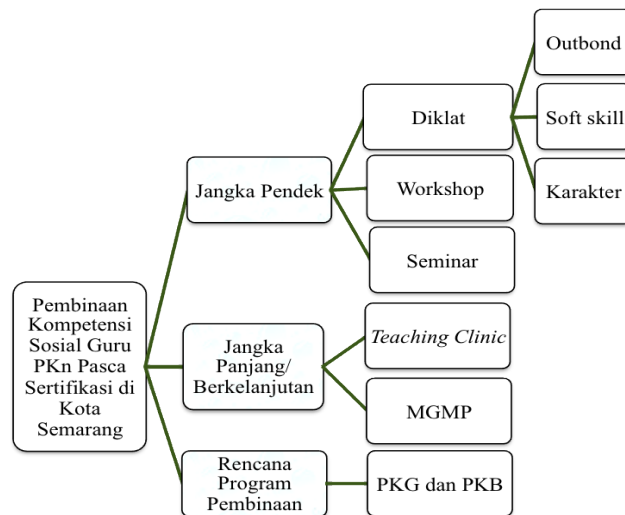 Pembinaan
Kompetensi
Sosial Guru
PKn Pasca
Sertifikasi di
Kota
Semarang
Jangka Pendek
Diklat
Outbond
Soft skill
Karakter
Workshop
Seminar
Jangka
Panjang/
Berkelanjutan
Teaching Clinic
MGMP
Rencana
Program
Pembinaan
PKG dan PKB